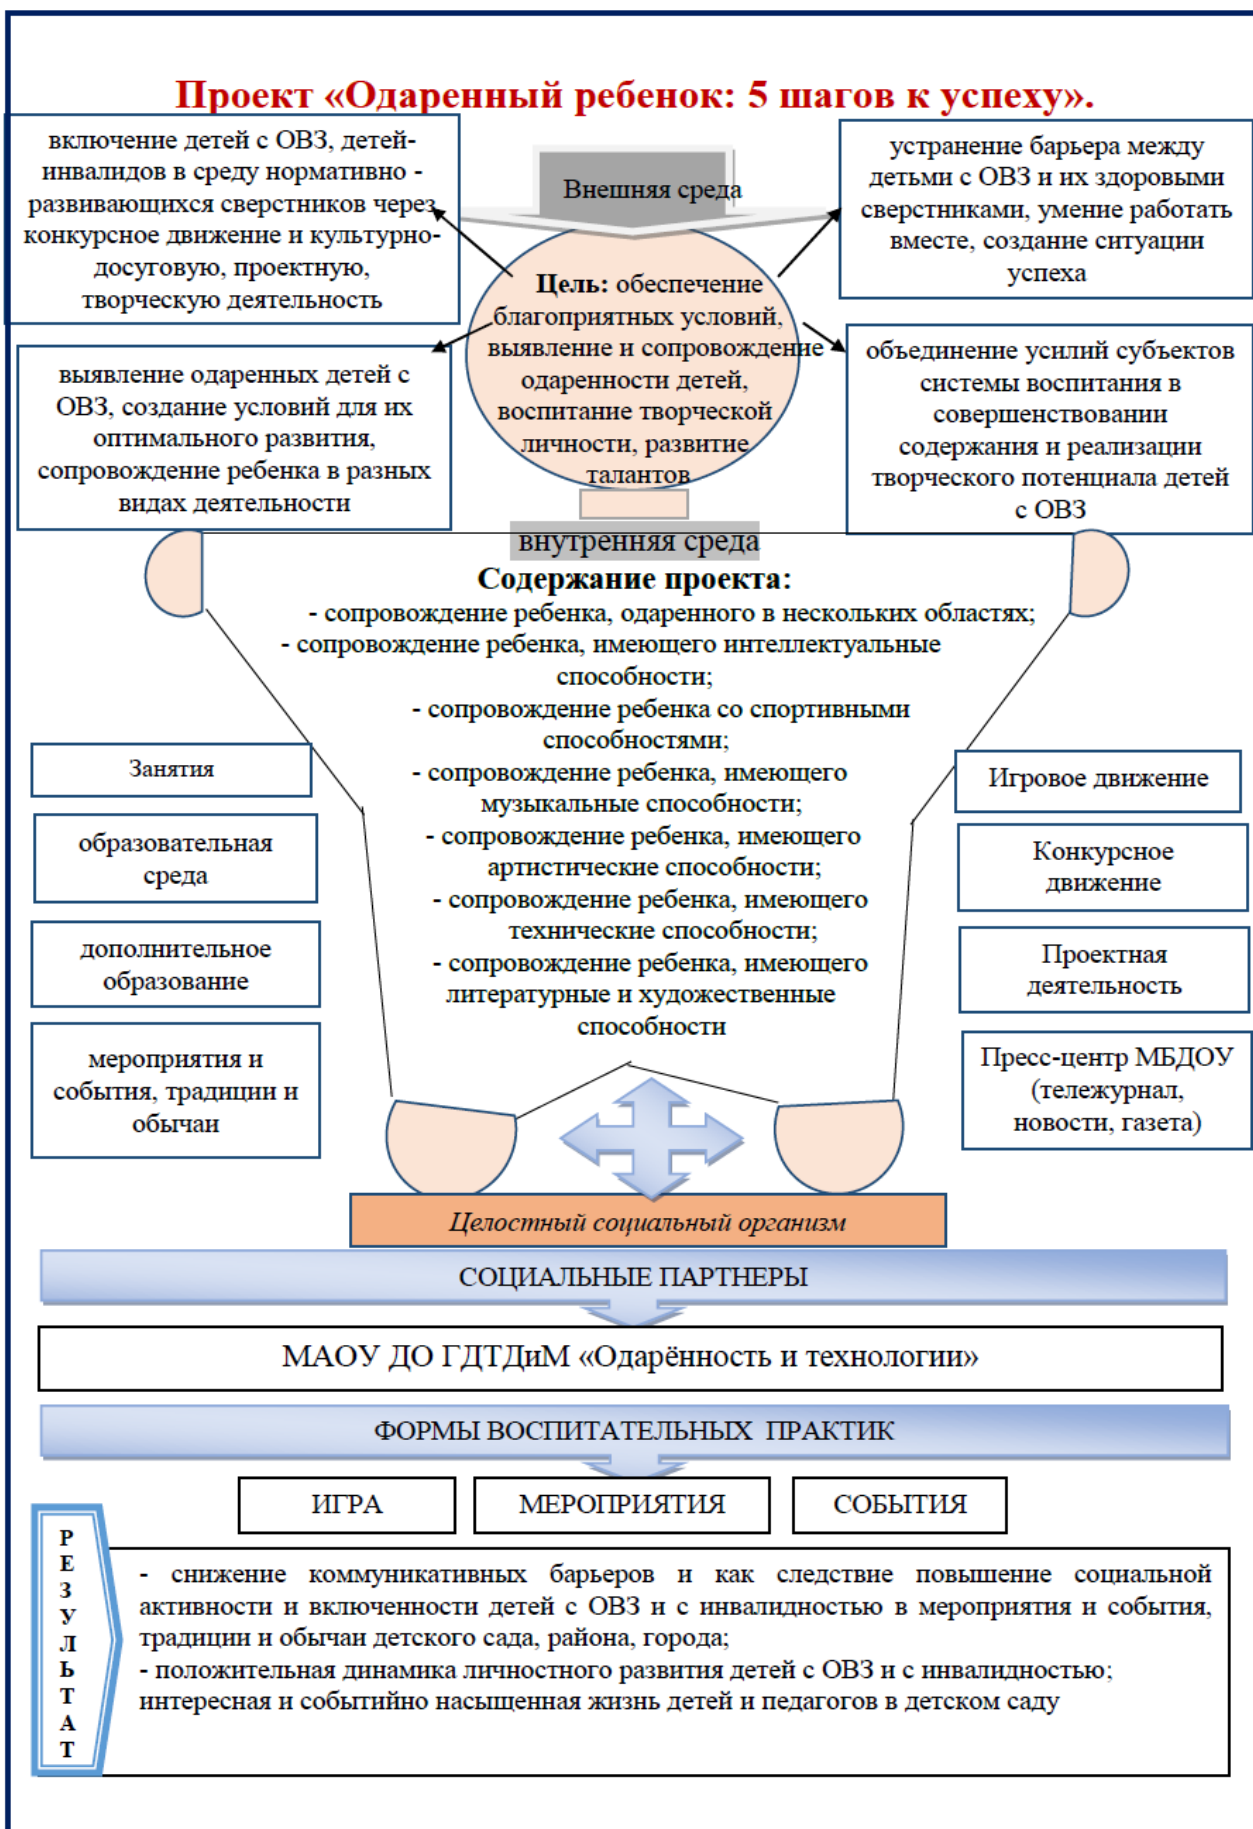 Проект «Одаренный ребенок: 5 шагов к успеху».
включение детей с ОВЗ, детей-
инвалидов в среду нормативно -
развивающихся сверстников через
конкурсное движение и культурно-
досуговую, проектную,
творческую деятельность
Внешняя среда
устранение барьера между
детьми с ОВЗ и их здоровыми
сверстниками, умение работать
вместе, создание ситуации
успеха
Цель: обеспечение
благоприятных условий,
выявление и сопровождение
одаренности детей,
воспитание творческой
личности, развитие
талантов
выявление одаренных детей с
ОВЗ, создание условий для их
оптимального развития,
сопровождение ребенка в разных
видах деятельности
объединение усилий субъектов
системы воспитания в
совершенствовании
содержания и реализации
творческого потенциала детей
с ОВЗ
внутренняя среда
Содержание проекта:
- сопровождение ребенка, одаренного в нескольких областях;
- сопровождение ребенка, имеющего интеллектуальные
способности;
- сопровождение ребенка со спортивными
способностями;
- сопровождение ребенка, имеющего
музыкальные способности;
- сопровождение ребенка, имеющего
артистические способности;
- сопровождение ребенка, имеющего
технические способности;
- сопровождение ребенка, имеющего
литературные и художественные
способности
Занятия
образовательная
среда
дополнительное
образование
мероприятия и
события, традиции и
обычаи
Игровое движение
Конкурсное
движение
Проектная
деятельность
Пресс-центр МБДОУ
(тележурнал,
новости, газета)
Целостный социальный организм
СОЦИАЛЬНЫЕ ПАРТНЕРЫ
МАОУ ДО ГДТДиМ «Одарённость и технологии»
ФОРМЫ ВОСПИТАТЕЛЬНЫХ ПРАКТИК
ИГРА
МЕРОПРИЯТИЯ
СОБЫТИЯ
Р
Е
З
У
Л
Ь
Т
А
Т
- снижение коммуникативных барьеров и как следствие повышение социальной
активности и включенности детей с ОВЗ и с инвалидностью в мероприятия и события,
традиции и обычаи детского сада, района, города;
- положительная динамика личностного развития детей с ОВЗ и с инвалидностью;
интересная и событийно насыщенная жизнь детей и педагогов в детском саду